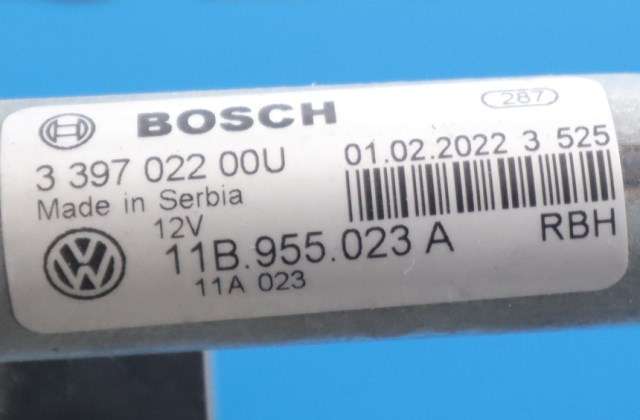 BOSCH 287
3 397 022 00U 01.02.2022 3 525
Made in Serbia
12V
11B.955.023 A RBH
11A 023